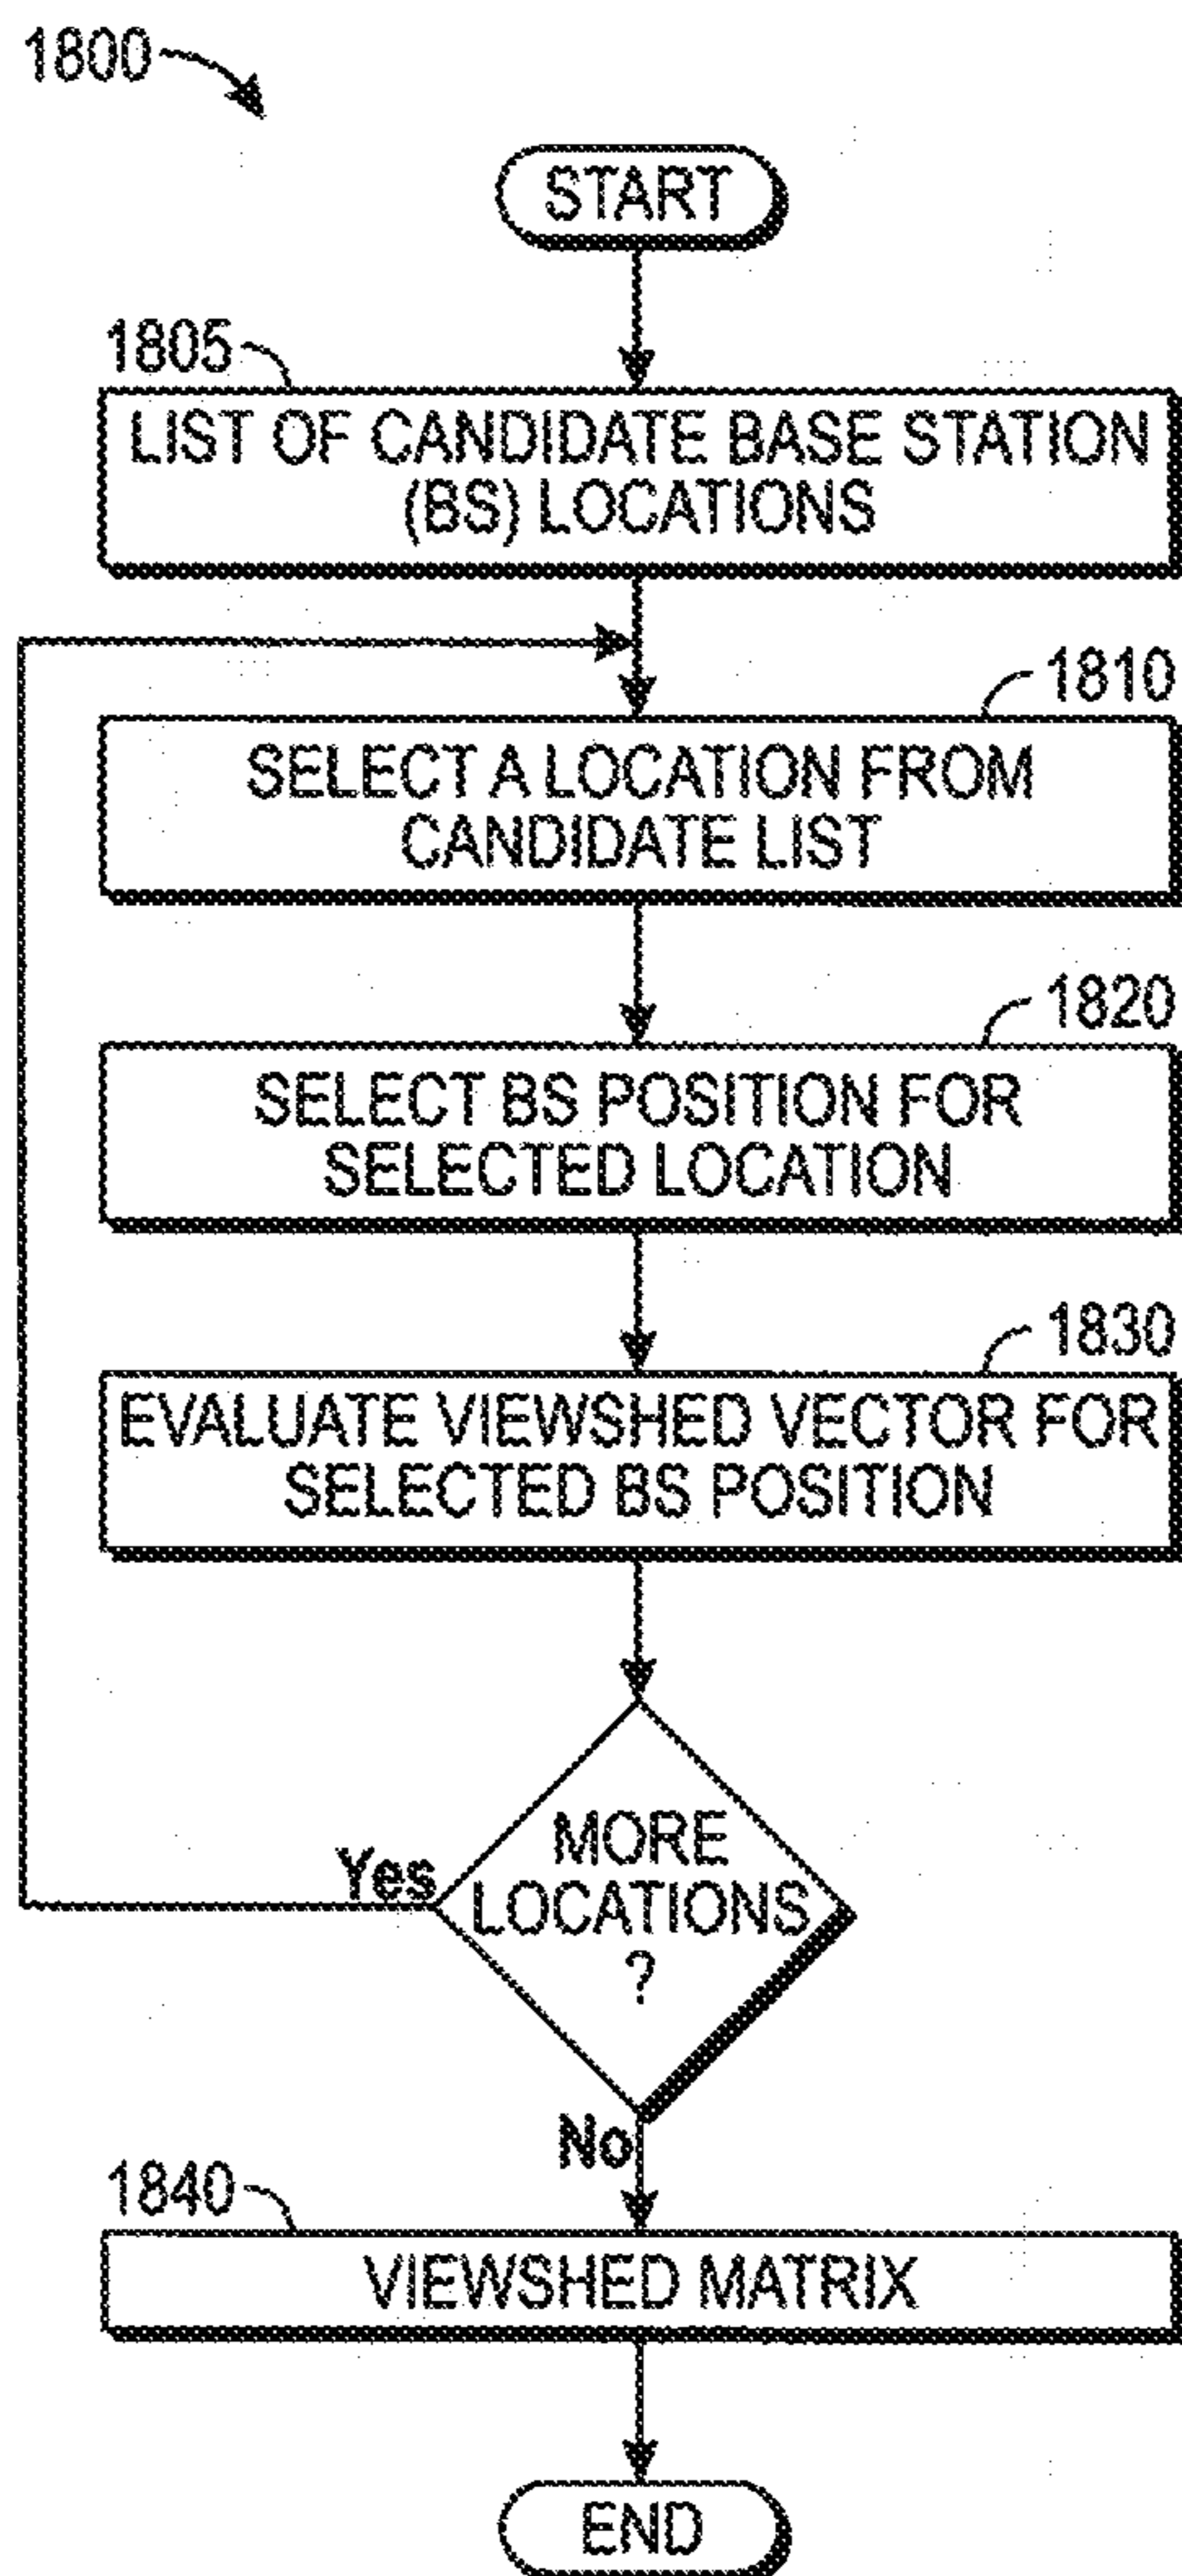 1800
START
1805
LIST OF CANDIDATE BASE STATION
(BS) LOCATIONS
1810
SELECT A LOCATION FROM
CANDIDATE LIST
1820
SELECT BS POSITION FOR
SELECTED LOCATION
1830
EVALUATE VIEWSHED VECTOR FOR
SELECTED BS POSITION
MORE
LOCATIONS
?
Yes
No
1840
VIEWSHED MATRIX
END